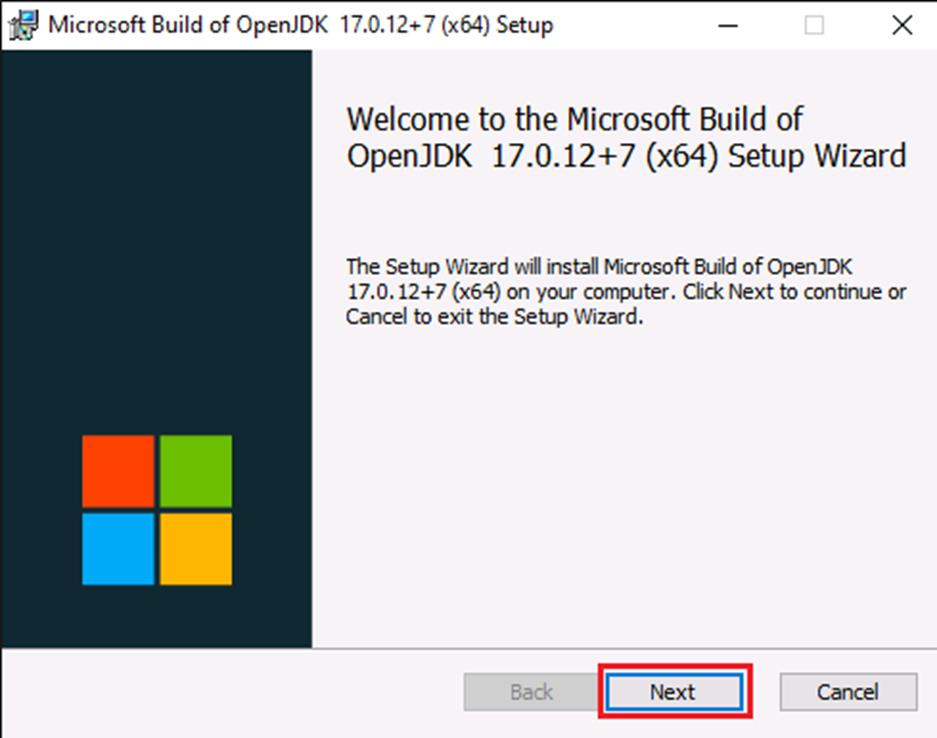 Microsoft Build of OpenJDK  17.0.12+7 (x64) Setup
Welcome to the Microsoft Build of
OpenJDK  17.0.12+7 (x64) Setup Wizard
The Setup Wizard will install Microsoft Build of OpenJDK
17.0.12+7 (x64) on your computer. Click Next to continue or
Cancel to exit the Setup Wizard.
Back
Next
Cancel